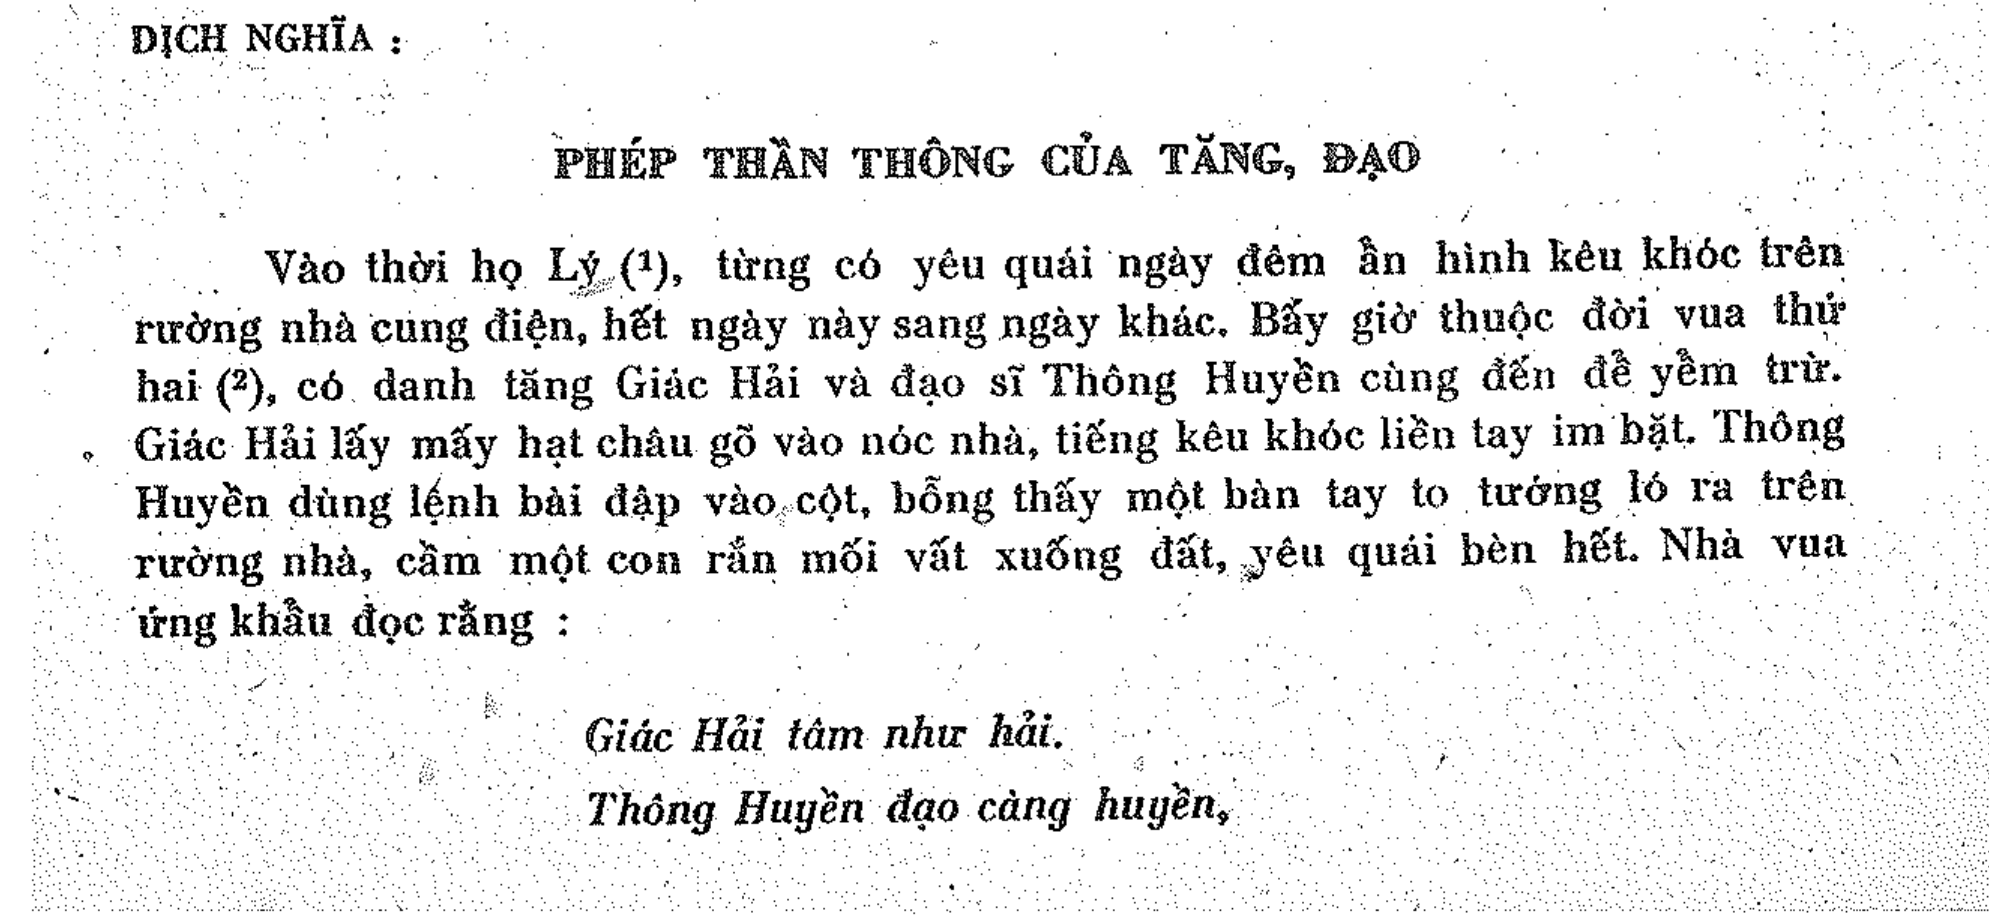 DỊCH NGHĨA :
PHÉP THẦN THÔNG CỦA TĂNG, ĐẠO
Vào thời họ Lý (¹), từng có yêu quái ngày đêm ẩn hình kêu khóc trên
rường nhà cung điện, hết ngày này sang ngày khác. Bấy giờ thuộc đời vua thứ
hai (²), có danh tăng Giác Hải và đạo sĩ Thông Huyền cùng đến để yểm trừ.
Giác Hải lấy mấy hạt châu gõ vào nóc nhà, tiếng kêu khóc liền tay im bặt. Thông
Huyền dùng lệnh bài đập vào cột, bỗng thấy một bàn tay to tướng ló ra trên
rường nhà, cầm một con rắn mối vất xuống đất, yêu quái bèn hết. Nhà vua
ứng khẩu đọc rằng :
Giác Hải tâm như hải.
Thông Huyền đạo càng huyền,